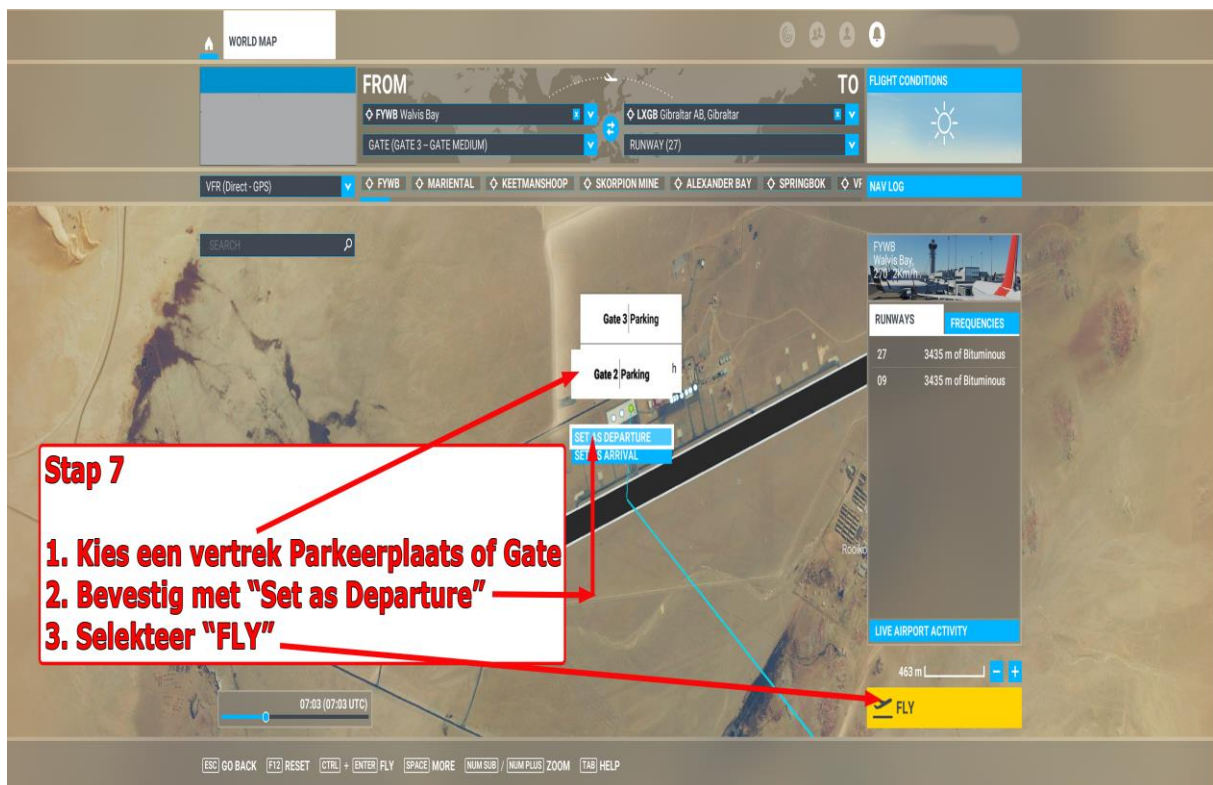 WORLD MAP
FROM
TO
FLIGHT CONDITIONS
FYWB Walvis Bay
x
LXGB Gibraltar AB, Gibraltar
x
GATE (GATE 3 – GATE MEDIUM)
RUNWAY (27)
VFR (Direct - GPS)
FYWB MARIENTAL KEETMANSHOOP SKORPION MINE ALEXANDER BAY SPRINGBOK
NAV LOG
SEARCH
FYWB
Walvis Bay,
RUNWAYS
FREQUENCIES
27 3435 m of Bituminous
09 3435 m of Bituminous
Gate 3 Parking
Gate 2 Parking
h
SET AS DEPARTURE
SET AS ARRIVAL
Stap 7
1. Kies een vertrek Parkeerplaats of Gate
2. Bevestig met “Set as Departure”
3. Selekteer “FLY”
LIVE AIRPORT ACTIVITY
463 m - +
FLY
07:03 (07:03 UTC)
ESC GO BACK F12 RESET CTRL + ENTER FLY SPACE MORE NUM SUB / NUM PLUS ZOOM TAB HELP